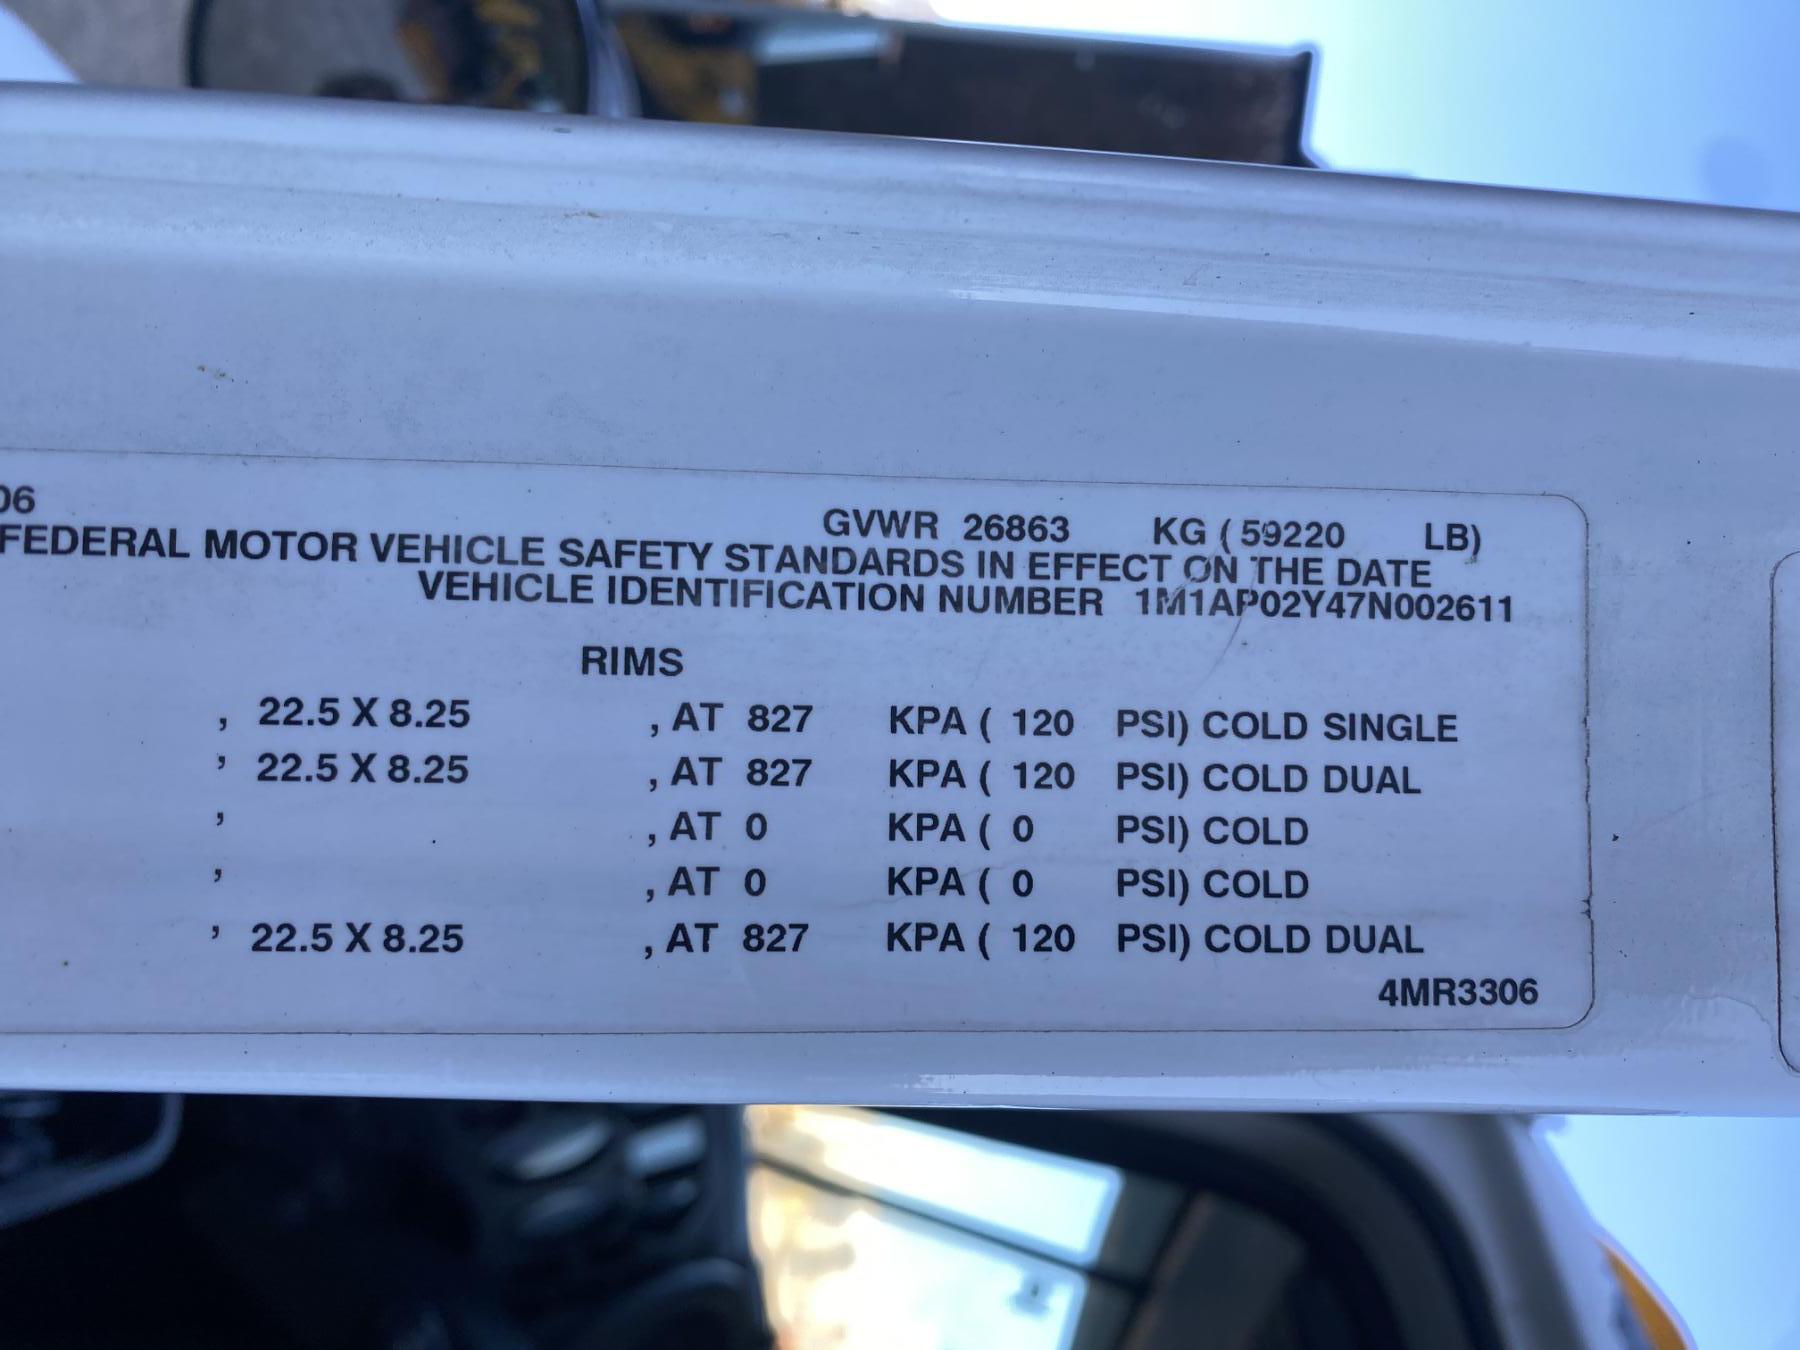 06
GVWR 26863 KG ( 59220 LB)
FEDERAL MOTOR VEHICLE SAFETY STANDARDS IN EFFECT ON THE DATE
VEHICLE IDENTIFICATION NUMBER 1M1AP02Y47N002611
RIMS
, 22.5 X 8.25 , AT 827 KPA ( 120 PSI) COLD SINGLE
, 22.5 X 8.25 , AT 827 KPA ( 120 PSI) COLD DUAL
, , AT 0 KPA ( 0 PSI) COLD
, , AT 0 KPA ( 0 PSI) COLD
, 22.5 X 8.25 , AT 827 KPA ( 120 PSI) COLD DUAL
4MR3306